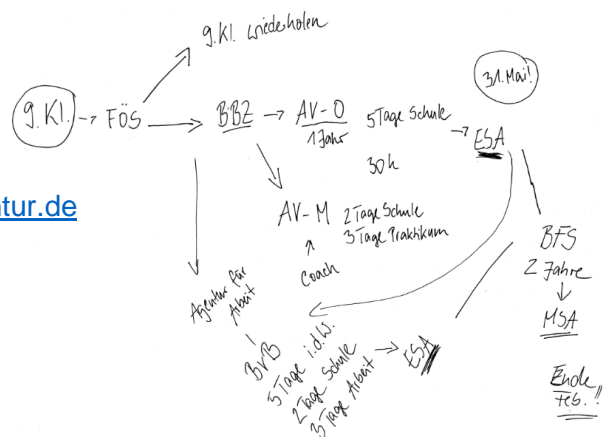 9.Kl. wiederholen
31. Mai!
9. Kl. → FÖS → BBZ → AV-O
5 Tage Schule → ESA
1 Jahr
30 h
tur.de
AV-M
2 Tage Schule
3 Tage Praktikum
↑
Coach
BFS
2 Jahre
↓
MSA
Agentur für
Arbeit
BvB
5 Tage i.d.W.
2 Tage Schule → ESA
3 Tage Arbeit
Ende
Feb.!!